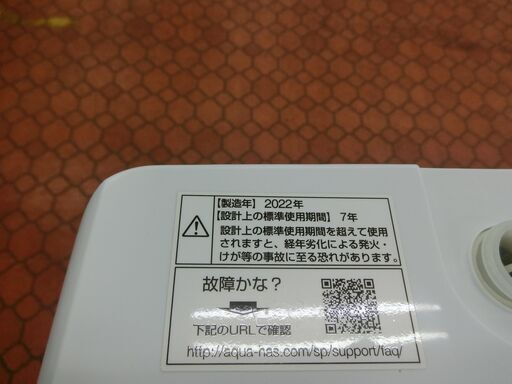 【製造年】 2022年
【設計上の標準使用期間】 7年
設計上の標準使用期間を超えて使用
されますと、経年劣化による発火・
けが等の事故に至る恐れがあります。
故障かな？
下記のURLで確認
http://aqua-nas.com/sp/support/faq/